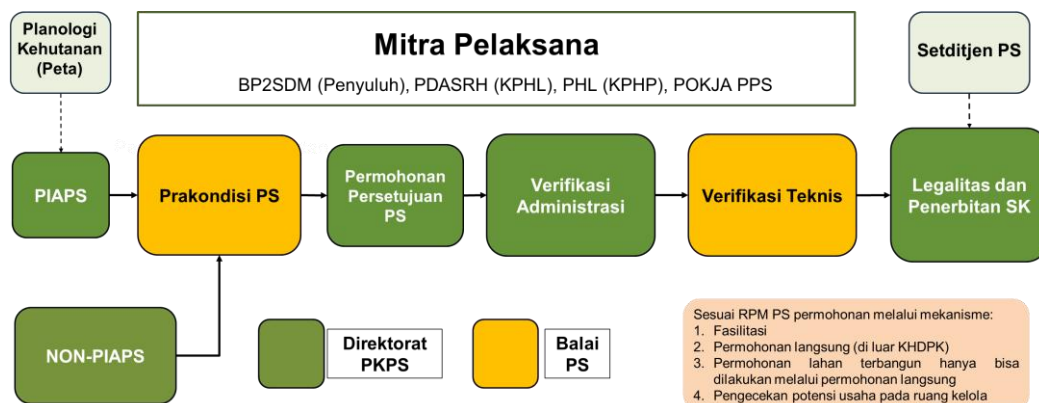 Planologi
Kehutanan
(Peta)
Mitra Pelaksana
BP2SDM (Penyuluh), PDASRH (KPHL), PHL (KPHP), POKJA PPS
Setditjen PS
PIAPS
Prakondisi PS
Permohonan
Persetujuan
PS
Verifikasi
Administrasi
Verifikasi Teknis
Legalitas dan
Penerbitan SK
NON-PIAPS
Direktorat
PKPS
Balai
PS
Sesuai RPM PS permohonan melalui mekanisme:
1. Fasilitasi
2. Permohonan langsung (di luar KHDPK)
3. Permohonan lahan terbangun hanya bisa
dilakukan melalui permohonan langsung
4. Pengecekan potensi usaha pada ruang kelola